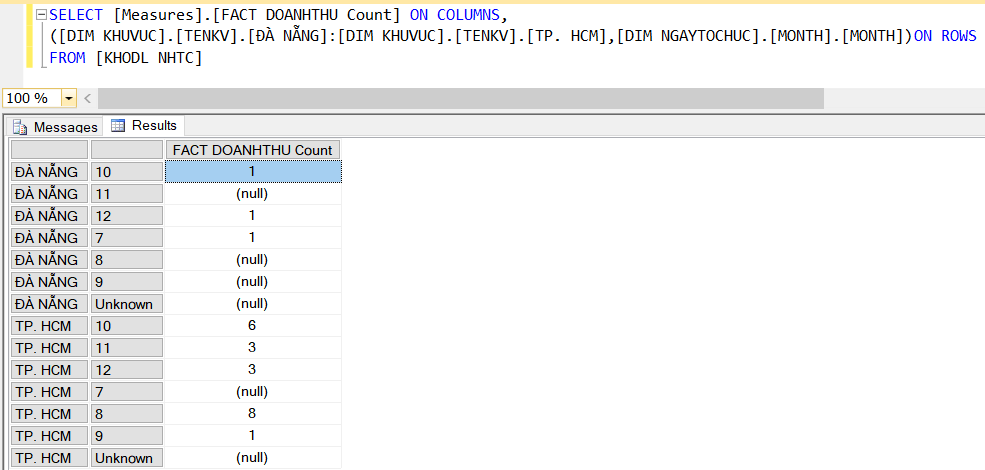 SELECT [Measures].[FACT DOANHTHU Count] ON COLUMNS,
([DIM KHUVUC].[TENKV].[ĐÀ NẴNG]:[DIM KHUVUC].[TENKV].[TP. HCM],[DIM NGAYTOCHUC].[MONTH].[MONTH])ON ROWS
FROM [KHODL NHTC]
100 %
Messages Results
FACT DOANHTHU Count
ĐÀ NẴNG 10 1
ĐÀ NẴNG 11 (null)
ĐÀ NẴNG 12 1
ĐÀ NẴNG 7 1
ĐÀ NẴNG 8 (null)
ĐÀ NẴNG 9 (null)
ĐÀ NẴNG Unknown (null)
TP. HCM 10 6
TP. HCM 11 3
TP. HCM 12 3
TP. HCM 7 (null)
TP. HCM 8 8
TP. HCM 9 1
TP. HCM Unknown (null)